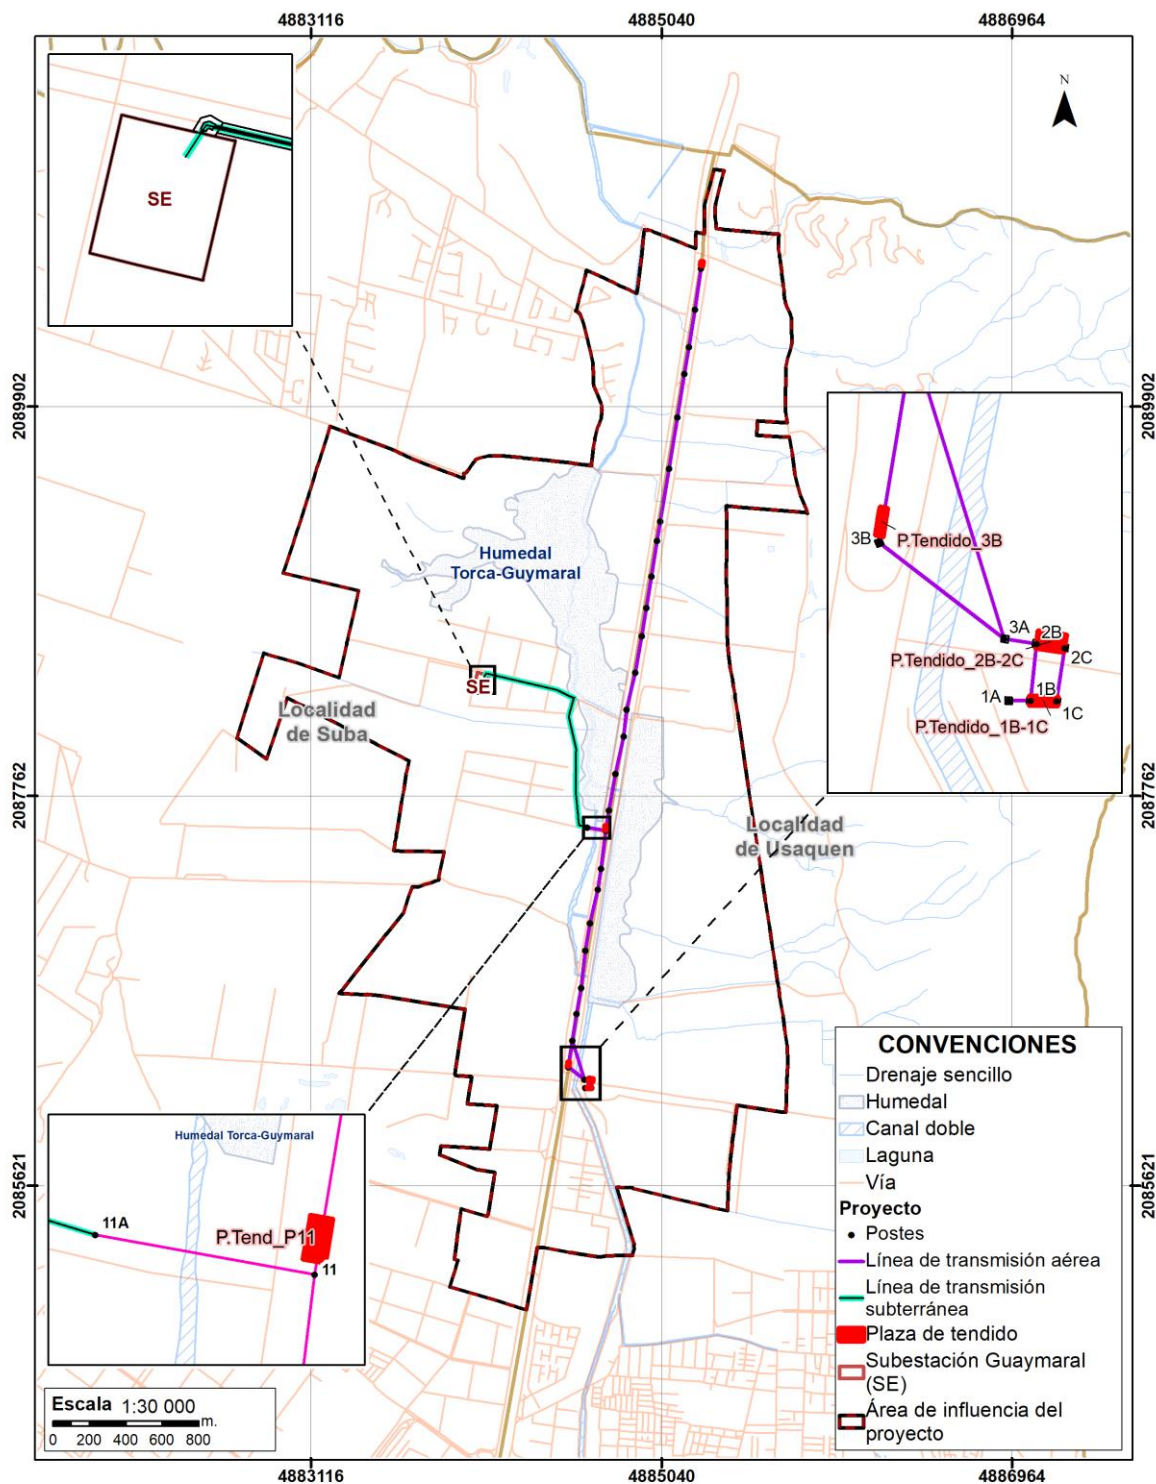 4883116
4885040
4886964
N
SE
2089902
2089902
3B
P.Tendido_3B
3A
2B
P.Tendido_2B-2C
2C
1A
1B
1C
P.Tendido_1B-1C
Humedal
Torca-Guymaral
SE
Localidad
de Suba
2087762
2087762
Localidad
de Usaquen
Humedal Torca-Guymaral
11A
P.Tend_P11
11
2085621
2085621
CONVENCIONES
Drenaje sencillo
Humedal
Canal doble
Laguna
Vía
Proyecto
Postes
Línea de transmisión aérea
Línea de transmisión
subterránea
Plaza de tendido
Subestación Guaymaral
(SE)
Área de influencia del
proyecto
Escala 1:30 000
m.
0 200 400 600 800
4883116
4885040
4886964